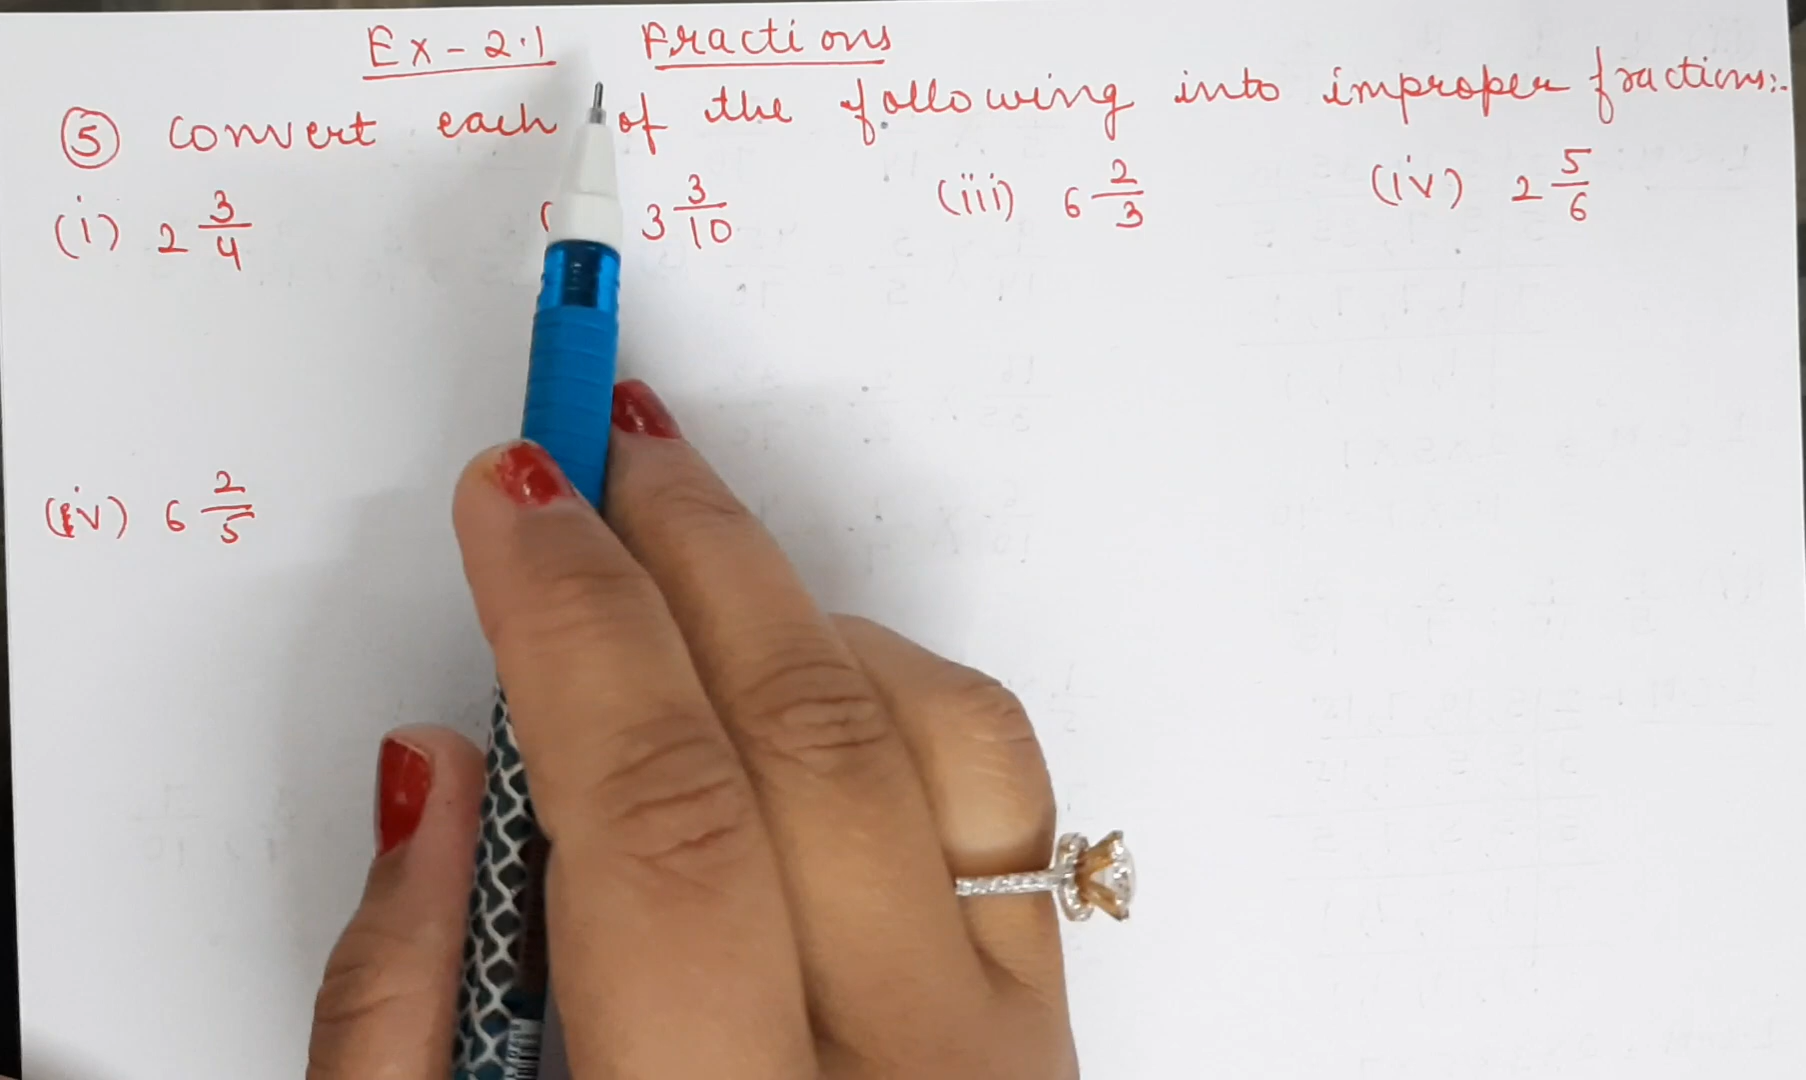 Ex - 2.1 Fractions
⑤ convert each of the following into improper fractions:-
(i) 2 3/4 ( 3 3/10 (iii) 6 2/3 (iv) 2 5/6
(iv) 6 2/5